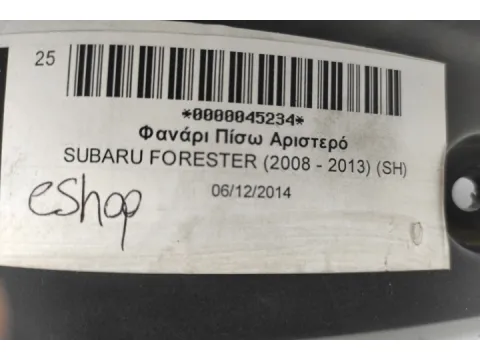 25
*0000045234*
Φανάρι Πίσω Αριστερό
SUBARU FORESTER (2008 - 2013) (SH)
06/12/2014
eshop